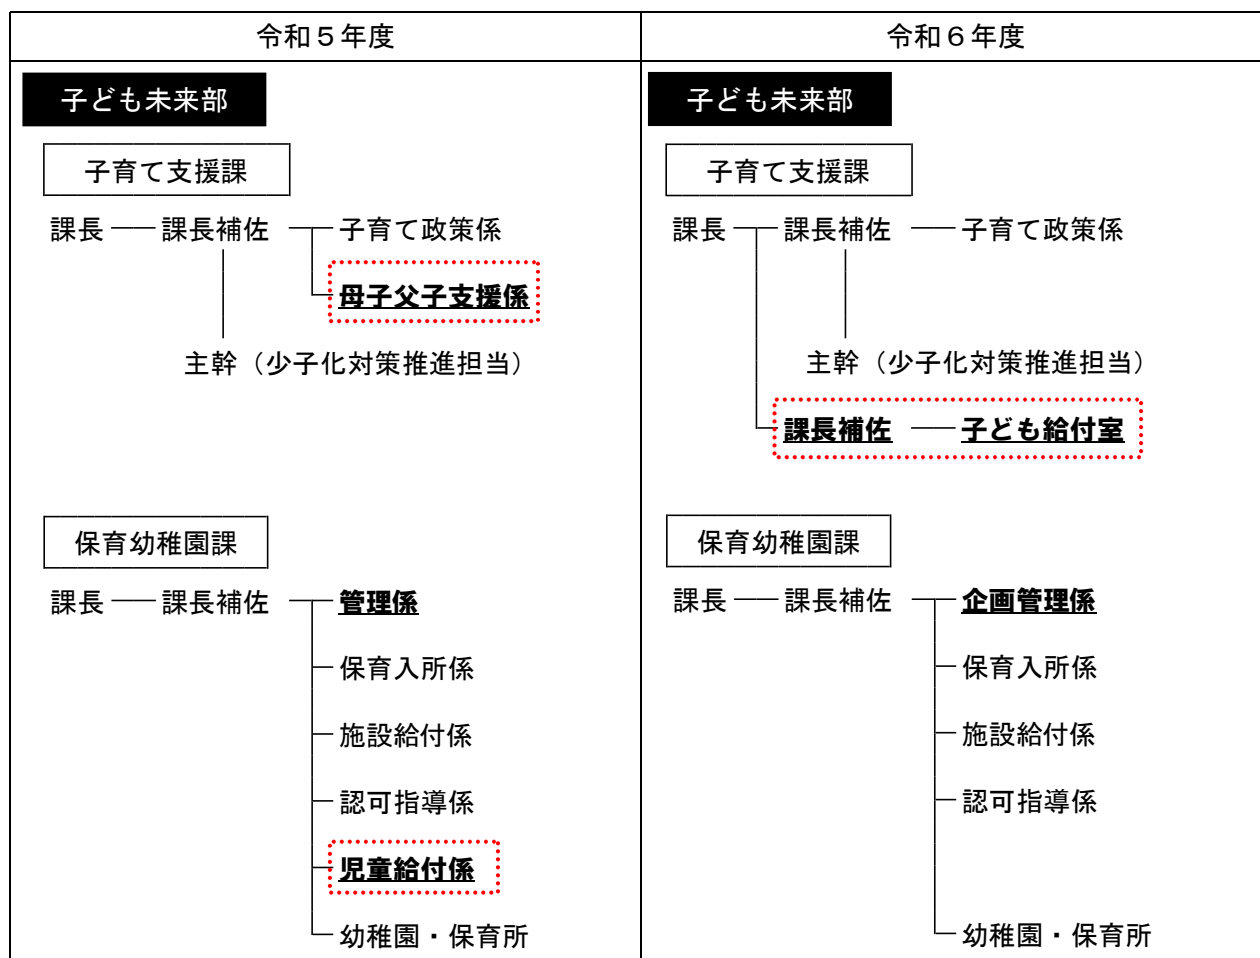 令和５年度
子ども未来部
子育て支援課
課長 課長補佐 子育て政策係
母子父子支援係
主幹（少子化対策推進担当）
保育幼稚園課
課長 課長補佐 管理係
保育入所係
施設給付係
認可指導係
児童給付係
幼稚園・保育所
令和６年度
子ども未来部
子育て支援課
課長 課長補佐 子育て政策係
主幹（少子化対策推進担当）
課長補佐 子ども給付室
保育幼稚園課
課長 課長補佐 企画管理係
保育入所係
施設給付係
認可指導係
幼稚園・保育所